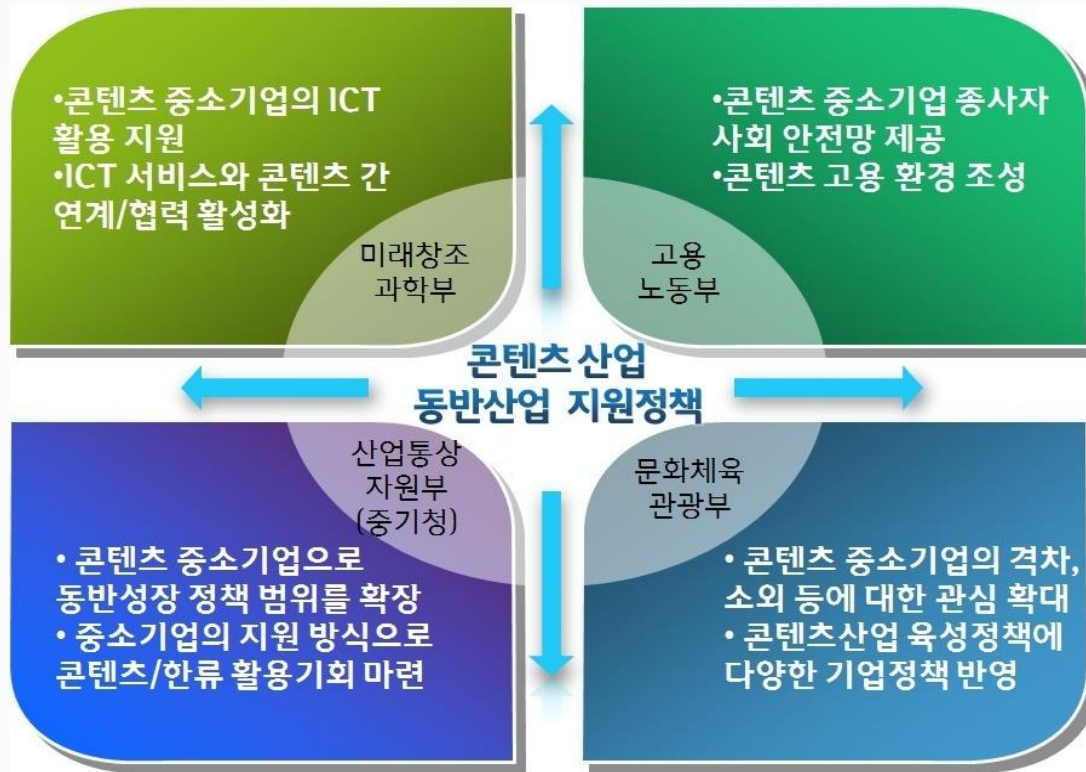 •콘텐츠 중소기업의 ICT
활용 지원
•ICT 서비스와 콘텐츠 간
연계/협력 활성화
미래창조
과학부
•콘텐츠 중소기업 종사자
사회 안전망 제공
•콘텐츠 고용 환경 조성
고용
노동부
콘텐츠 산업
동반산업 지원정책
산업통상
자원부
(중기청)
• 콘텐츠 중소기업으로
동반성장 정책 범위를 확장
• 중소기업의 지원 방식으로
콘텐츠/한류 활용기회 마련
문화체육
관광부
• 콘텐츠 중소기업의 격차,
소외 등에 대한 관심 확대
• 콘텐츠산업 육성정책에
다양한 기업정책 반영